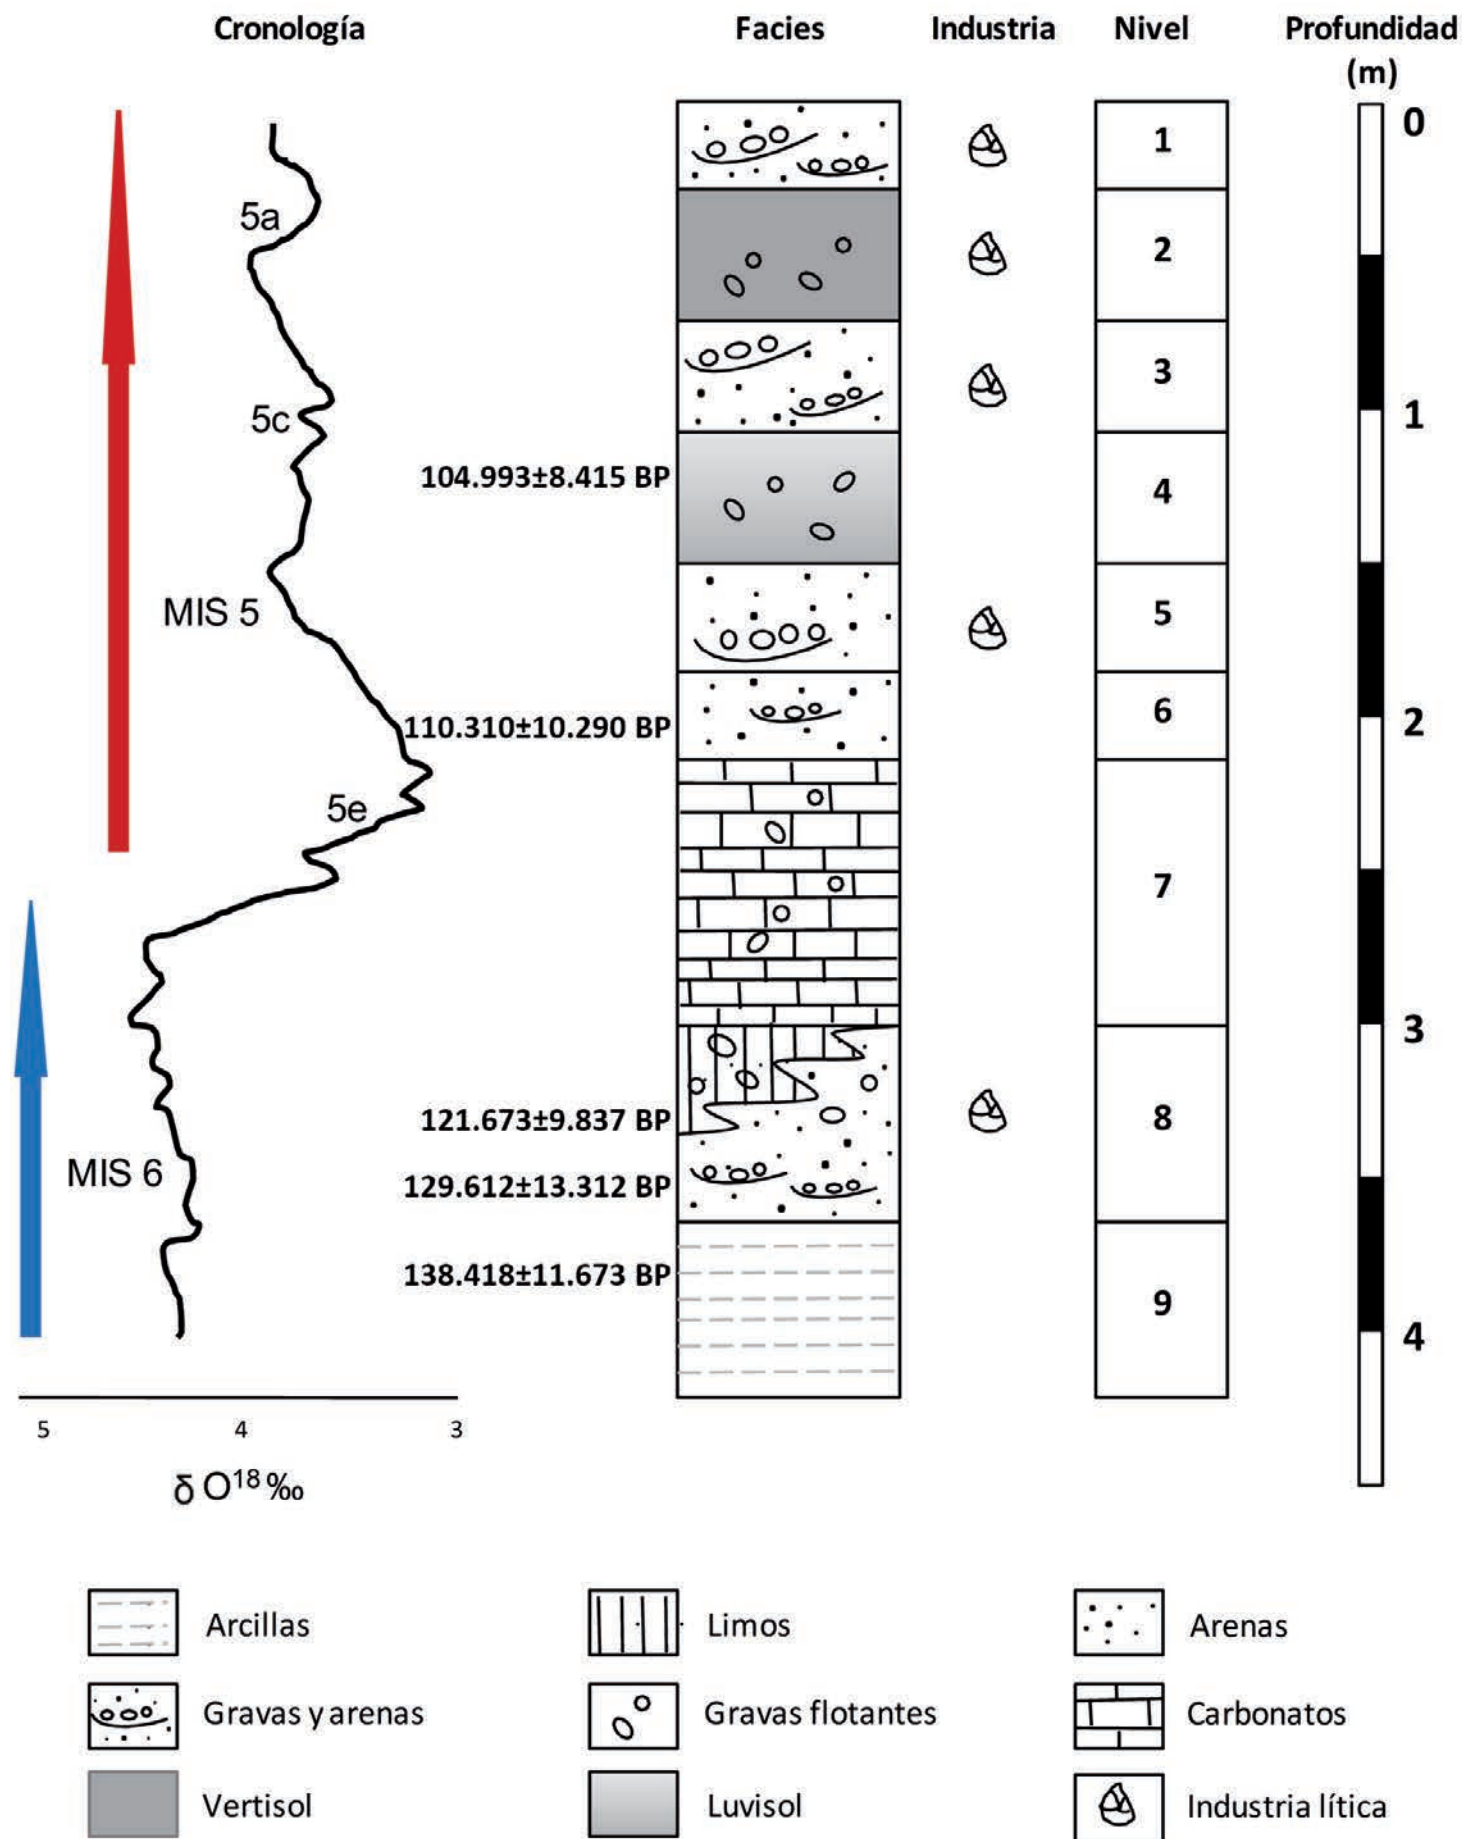 Cronología Facies Industria Nivel Profundidad
(m)
0
1
5a
2
3
5c
1
104.993±8.415 BP
4
MIS 5
5
6
110.310±10.290 BP
2
5e
7
3
121.673±9.837 BP
8
MIS 6
129.612±13.312 BP
138.418±11.673 BP
9
4
5 4 3
δ O18 ‰
Arcillas Limos Arenas
Gravas y arenas Gravas flotantes Carbonatos
Vertisol Luvisol Industria lítica